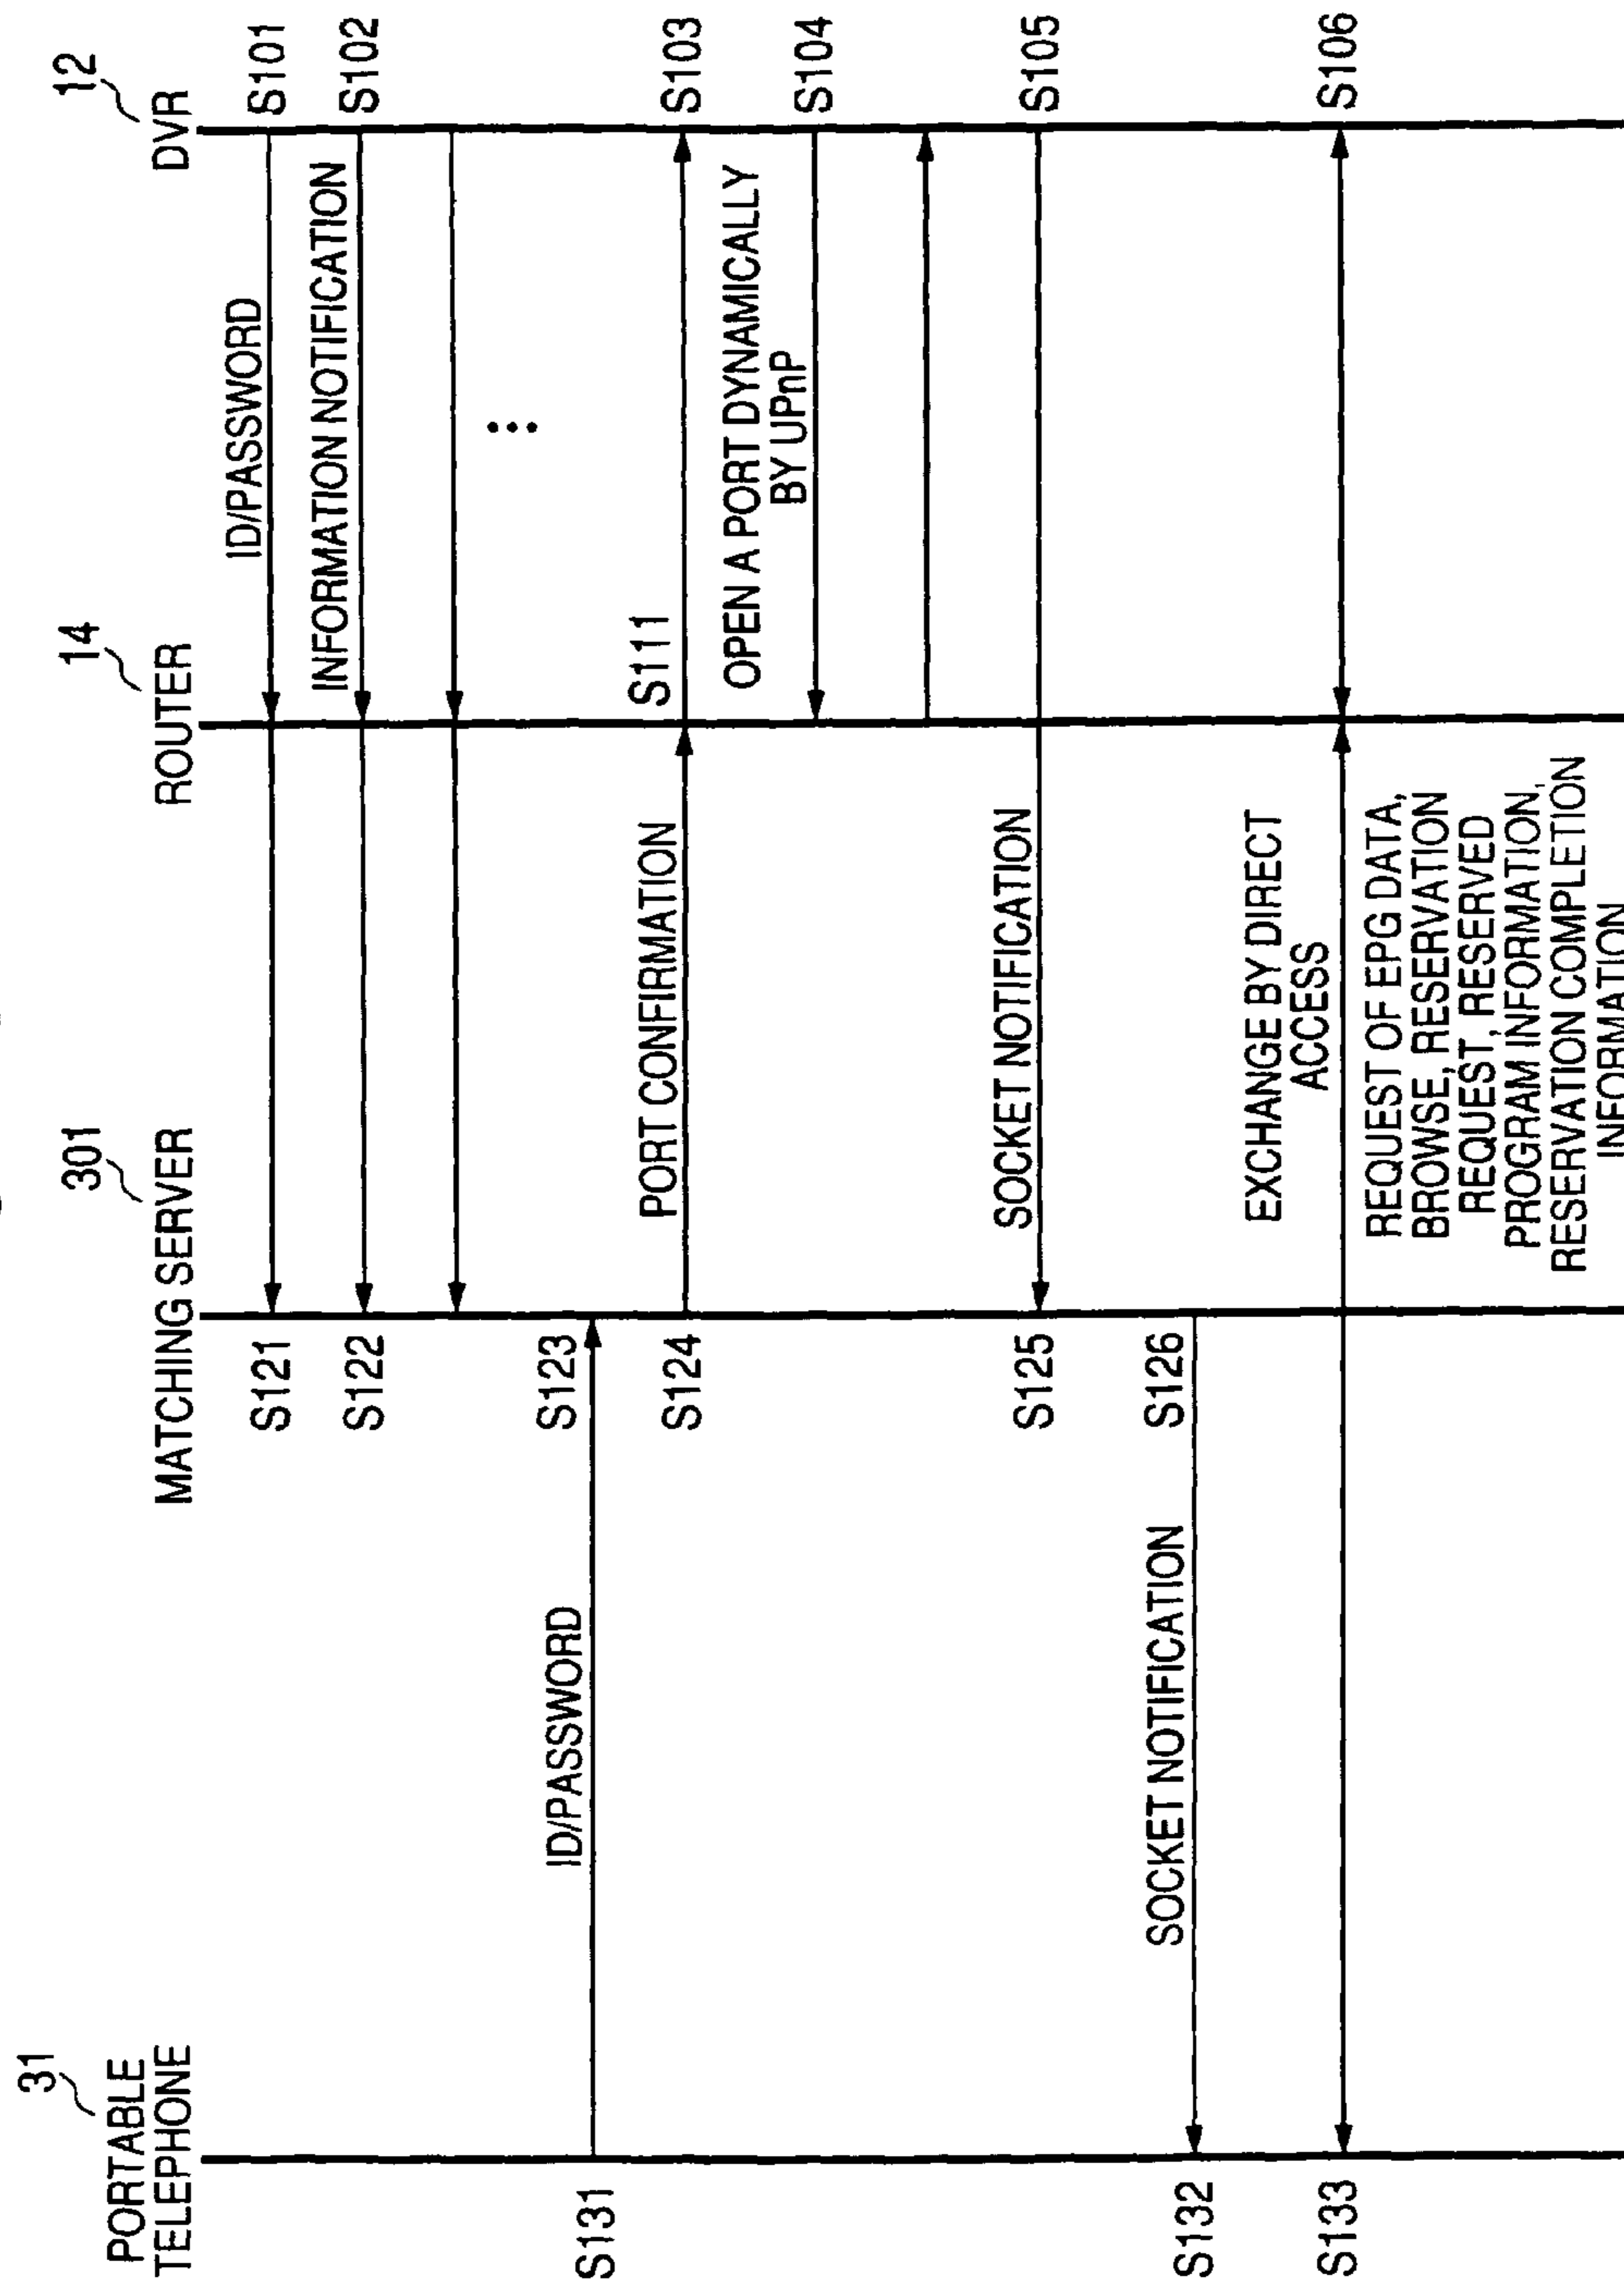 31
PORTABLE
TELEPHONE
301
MATCHING SERVER
14
ROUTER
12
DVR
ID/PASSWORD
S101
S121
INFORMATION NOTIFICATION
S102
S122
S131
ID/PASSWORD
S123
S124
PORT CONFIRMATION
S111
S103
OPEN A PORT DYNAMICALLY
BY UPnP
S104
S125
SOCKET NOTIFICATION
S105
S132
SOCKET NOTIFICATION
S126
EXCHANGE BY DIRECT
ACCESS
S133
S106
REQUEST OF EPG DATA,
BROWSE, RESERVATION
REQUEST, RESERVED
PROGRAM INFORMATION,
RESERVATION COMPLETION
INFORMATION